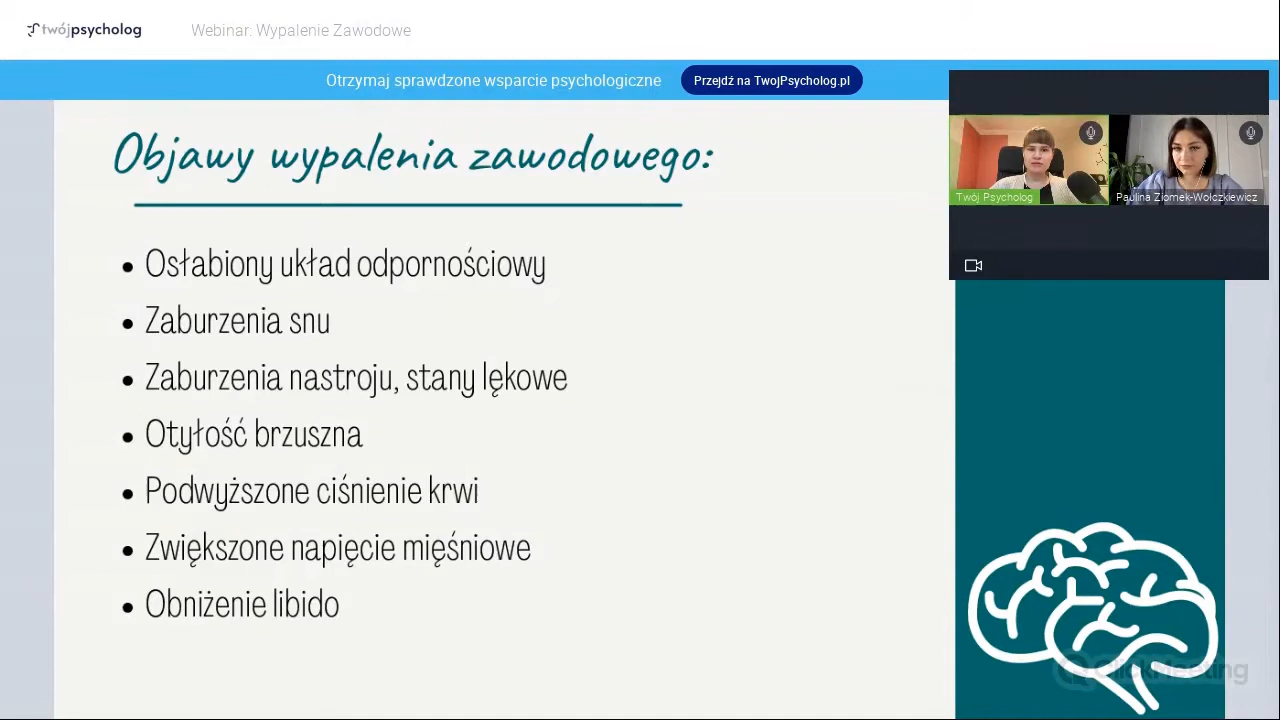 twójpsycholog
Webinar: Wypalenie Zawodowe
Otrzymaj sprawdzone wsparcie psychologiczne
Przejdź na TwojPsycholog.pl
Objawy wypalenia zawodowego:
Twój Psycholog
Paulina Ziomek-Wołczkiewicz
• Osłabiony układ odpornościowy
• Zaburzenia snu
• Zaburzenia nastroju, stany lękowe
• Otyłość brzuszna
• Podwyższone ciśnienie krwi
• Zwiększone napięcie mięśniowe
• Obniżenie libido
ClickMeeting